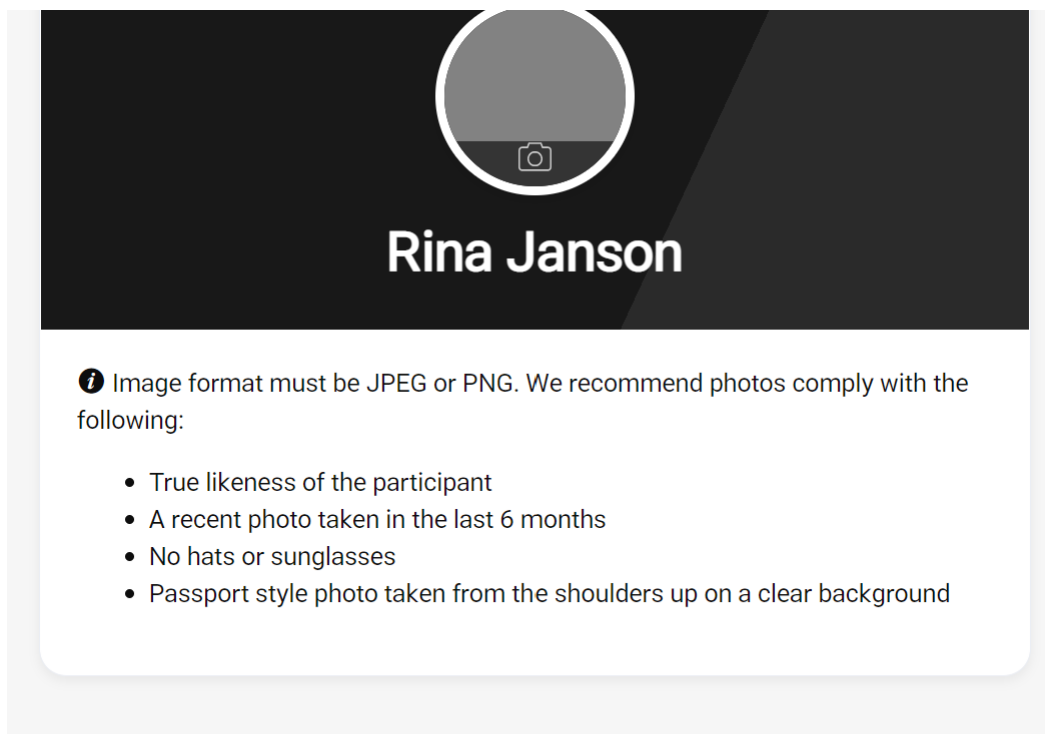 Rina Janson
Image format must be JPEG or PNG. We recommend photos comply with the
following:
True likeness of the participant
A recent photo taken in the last 6 months
No hats or sunglasses
Passport style photo taken from the shoulders up on a clear background